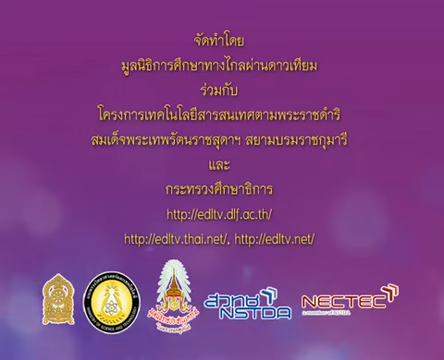 จัดทำโดย
มูลนิธิการศึกษาทางไกลผ่านดาวเทียม
ร่วมกับ
โครงการเทคโนโลยีสารสนเทศตามพระราชดำริ
สมเด็จพระเทพรัตนราชสุดาฯ สยามบรมราชกุมารี
และ
กระทรวงศึกษาธิการ
http://edltv.dlf.ac.th/
http://edltv.thai.net/, http://edltv.net/
สวทช
NSTDA
NECTEC
a member of NSTDA